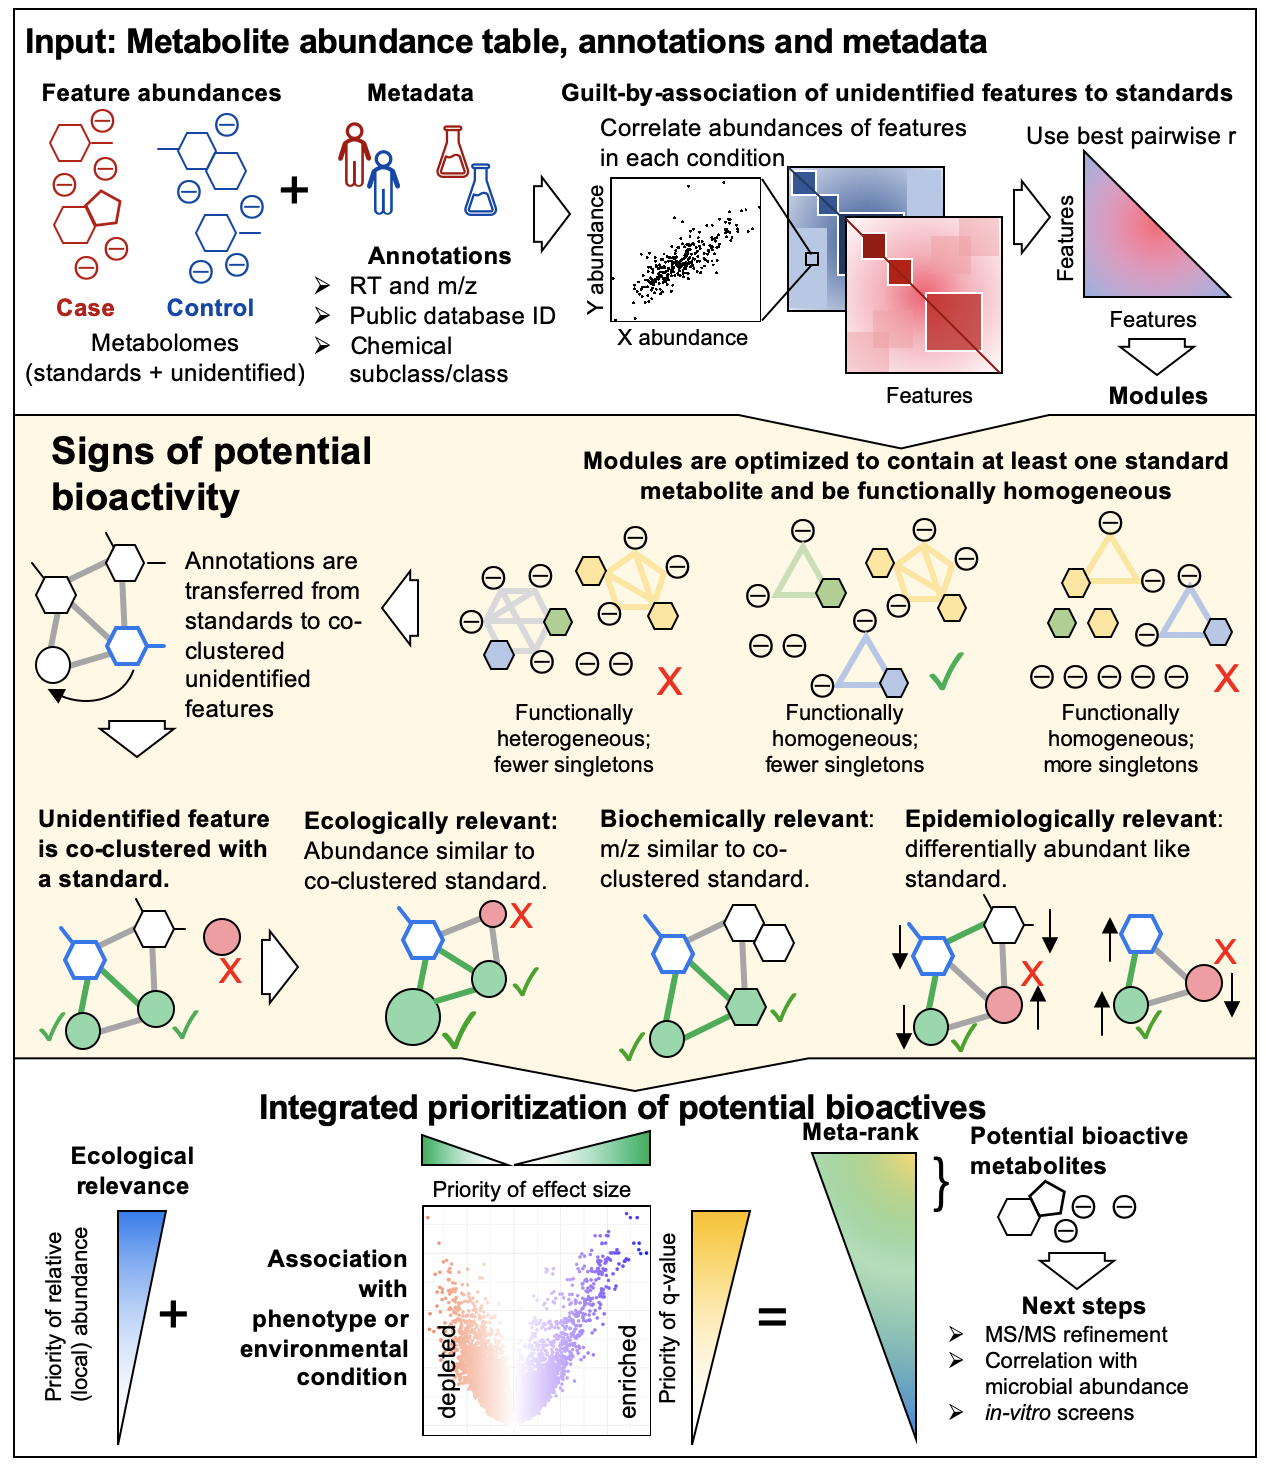 Input: Metabolite abundance table, annotations and metadata
Feature abundances
Case
Control
Metabolomes
(standards + unidentified)
+
Metadata
Annotations
➢ RT and m/z
➢ Public database ID
➢ Chemical
subclass/class
Guilt-by-association of unidentified features to standards
Correlate abundances of features
in each condition
Y abundance
X abundance
Features
Use best pairwise r
Features
Features
Modules
Signs of potential
bioactivity
Modules are optimized to contain at least one standard
metabolite and be functionally homogeneous
Annotations are
transferred from
standards to co-
clustered
unidentified
features
X
Functionally
heterogeneous;
fewer singletons
✓
Functionally
homogeneous;
fewer singletons
X
Functionally
homogeneous;
more singletons
Unidentified feature
is co-clustered with
a standard.
X
✓
✓
Ecologically relevant:
Abundance similar to
co-clustered standard.
X
✓
✓
Biochemically relevant:
m/z similar to co-
clustered standard.
✓
✓
Epidemiologically relevant:
differentially abundant like
standard.
X
✓
X
✓
Integrated prioritization of potential bioactives
Ecological
relevance
Priority of relative
(local) abundance
+
Association
with
phenotype or
environmental
condition
Priority of effect size
depleted
enriched
Priority of q-value
=
Meta-rank
}
Potential bioactive
metabolites
Next steps
➢ MS/MS refinement
➢ Correlation with
microbial abundance
➢ in-vitro screens